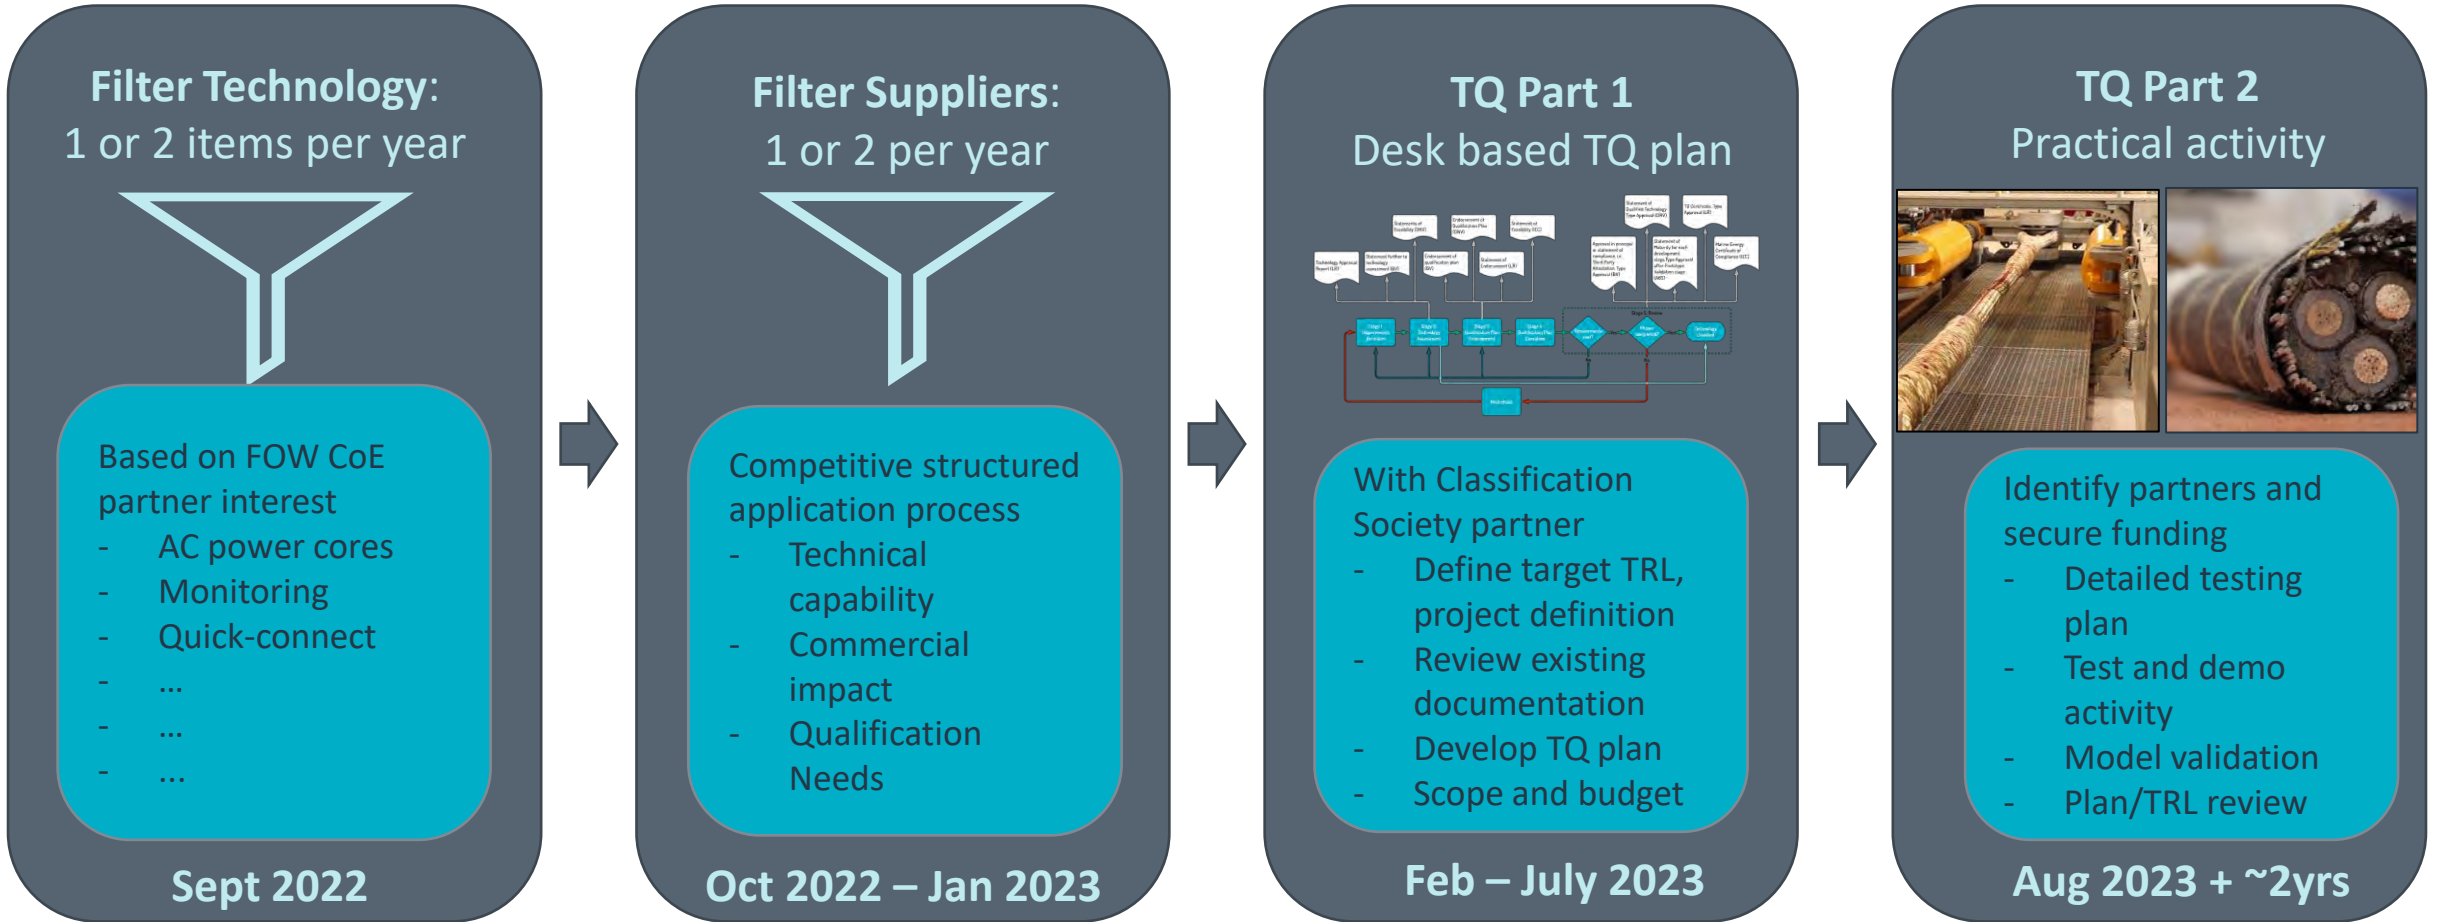 Filter Technology:
1 or 2 items per year
Based on FOW CoE
partner interest
- AC power cores
- Monitoring
- Quick-connect
- ...
- ...
- ...
Sept 2022
Filter Suppliers:
1 or 2 per year
Competitive structured
application process
- Technical
capability
- Commercial
impact
- Qualification
Needs
Oct 2022 – Jan 2023
TQ Part 1
Desk based TQ plan
With Classification
Society partner
- Define target TRL,
project definition
- Review existing
documentation
- Develop TQ plan
- Scope and budget
Feb – July 2023
TQ Part 2
Practical activity
Identify partners and
secure funding
- Detailed testing
plan
- Test and demo
activity
- Model validation
- Plan/TRL review
Aug 2023 + ~2yrs